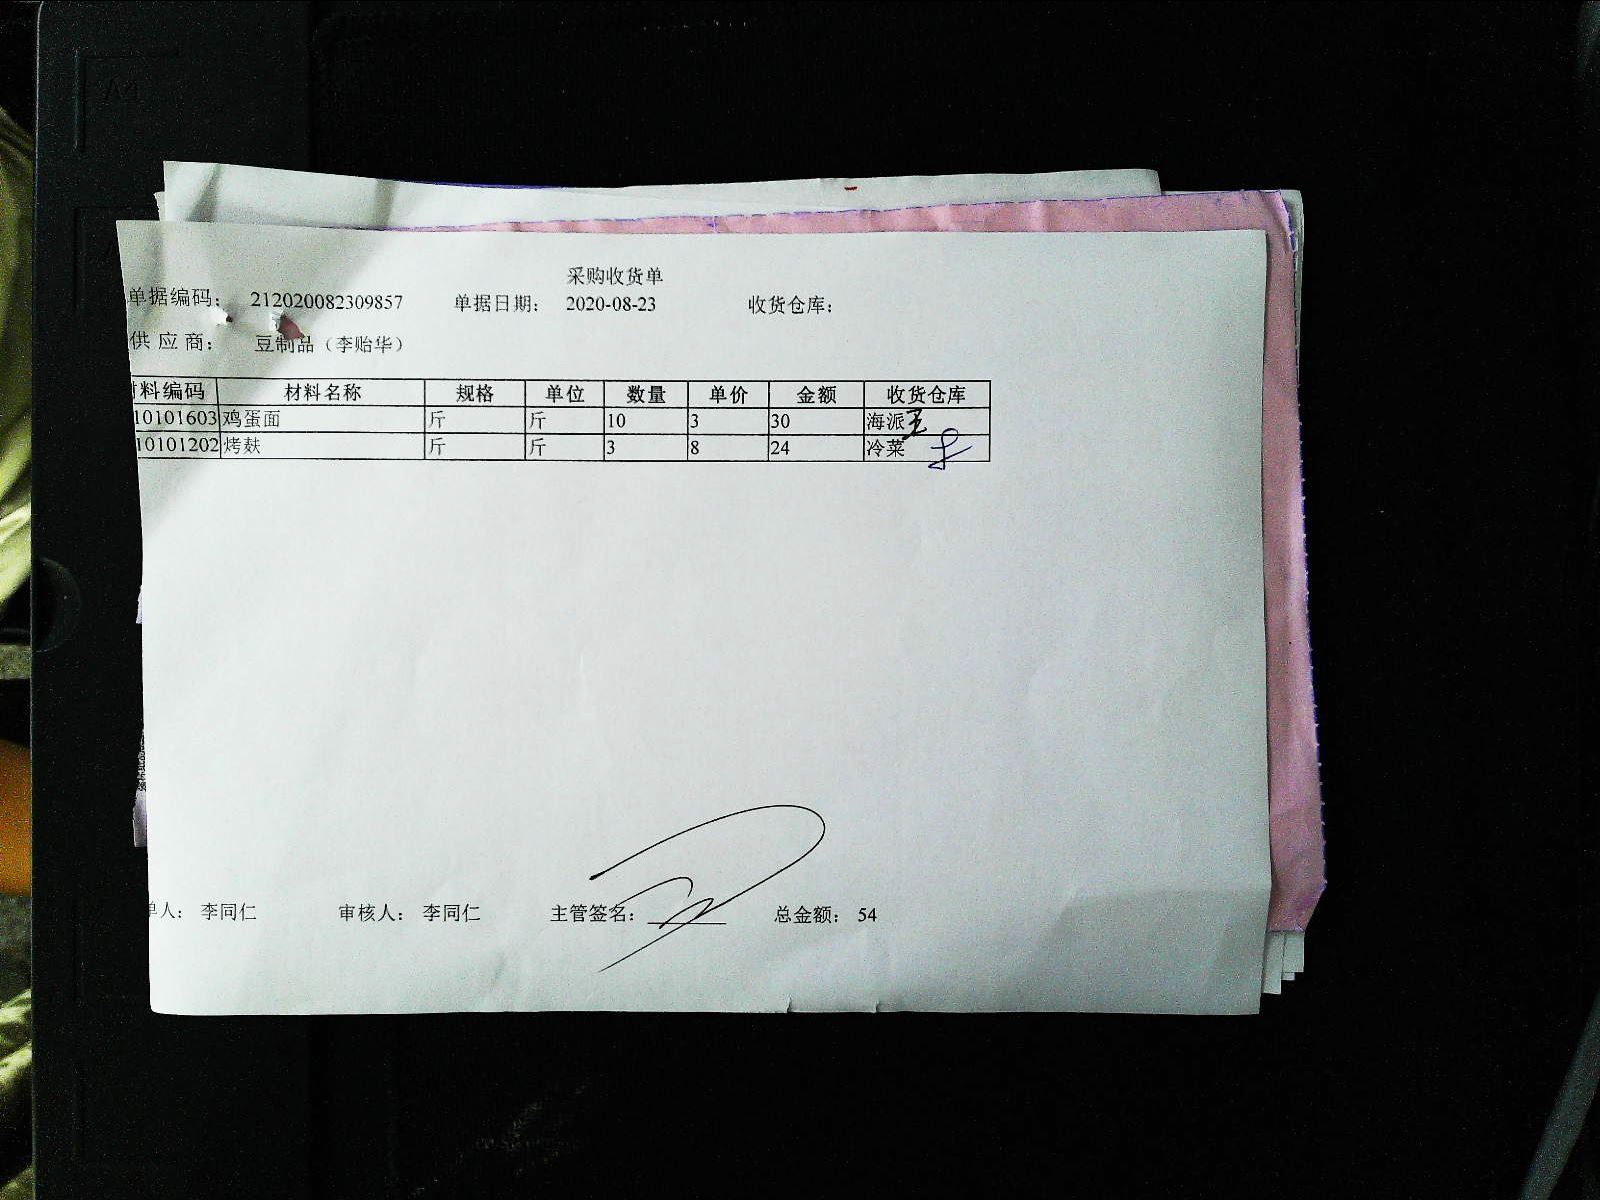 采购收货单
单据编码： 212020082309857 单据日期： 2020-08-23 收货仓库：
供应商： 豆制品（李贻华）
料编码 材料名称 规格 单位 数量 单价 金额 收货仓库
10101603 鸡蛋面 斤 斤 10 3 30 海派
10101202 烤麸 斤 斤 3 8 24 冷菜
单人： 李同仁 审核人： 李同仁 主管签名： 总金额： 54